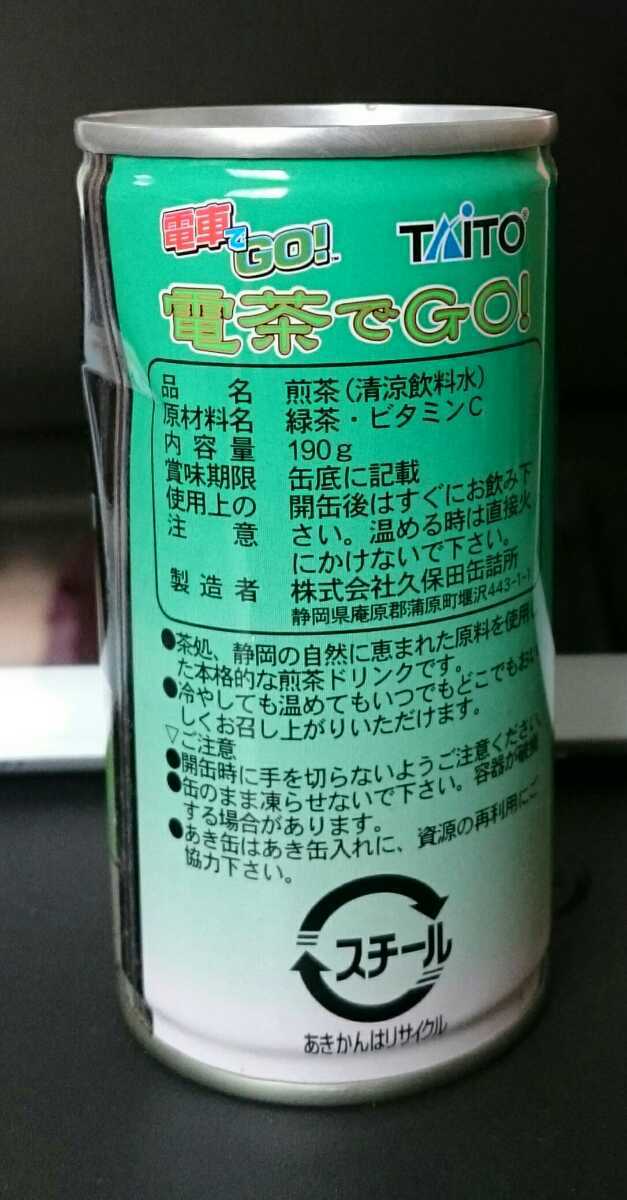 電車でGO!™
TAITO®
電茶でGO!
品名 煎茶(清涼飲料水)
原材料名 緑茶・ビタミンC
内容量 190g
賞味期限 缶底に記載
使用上の 開缶後はすぐにお飲み下
注意 さい。温める時は直接火
にかけないで下さい。
製造者 株式会社久保田缶詰所
静岡県庵原郡蒲原町堰沢443-1-1
●茶処、静岡の自然に恵まれた原料を使用し
た本格的な煎茶ドリンクです。
●冷やしても温めてもいつでもどこでもおい
しくお召し上がりいただけます。
▽ご注意
●開缶時に手を切らないようご注意ください。
●缶のまま凍らせないで下さい。容器が破損
する場合があります。
●あき缶はあき缶入れに、資源の再利用にご
協力下さい。
スチール
あきかんはリサイクル